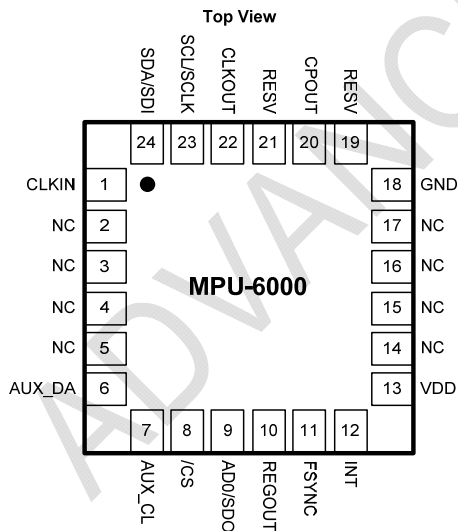 Top View
SDA/SDI
SCL/SCLK
CLKOUT
RESV
CPOUT
RESV
24 23 22 21 20 19
CLKIN 1 18 GND
NC 2 17 NC
NC 3 16 NC
MPU-6000
NC 4 15 NC
NC 5 14 NC
AUX_DA 6 13 VDD
7 8 9 10 11 12
AUX_CL
/CS
AD0/SDO
REGOUT
FSYNC
INT
ADVANC